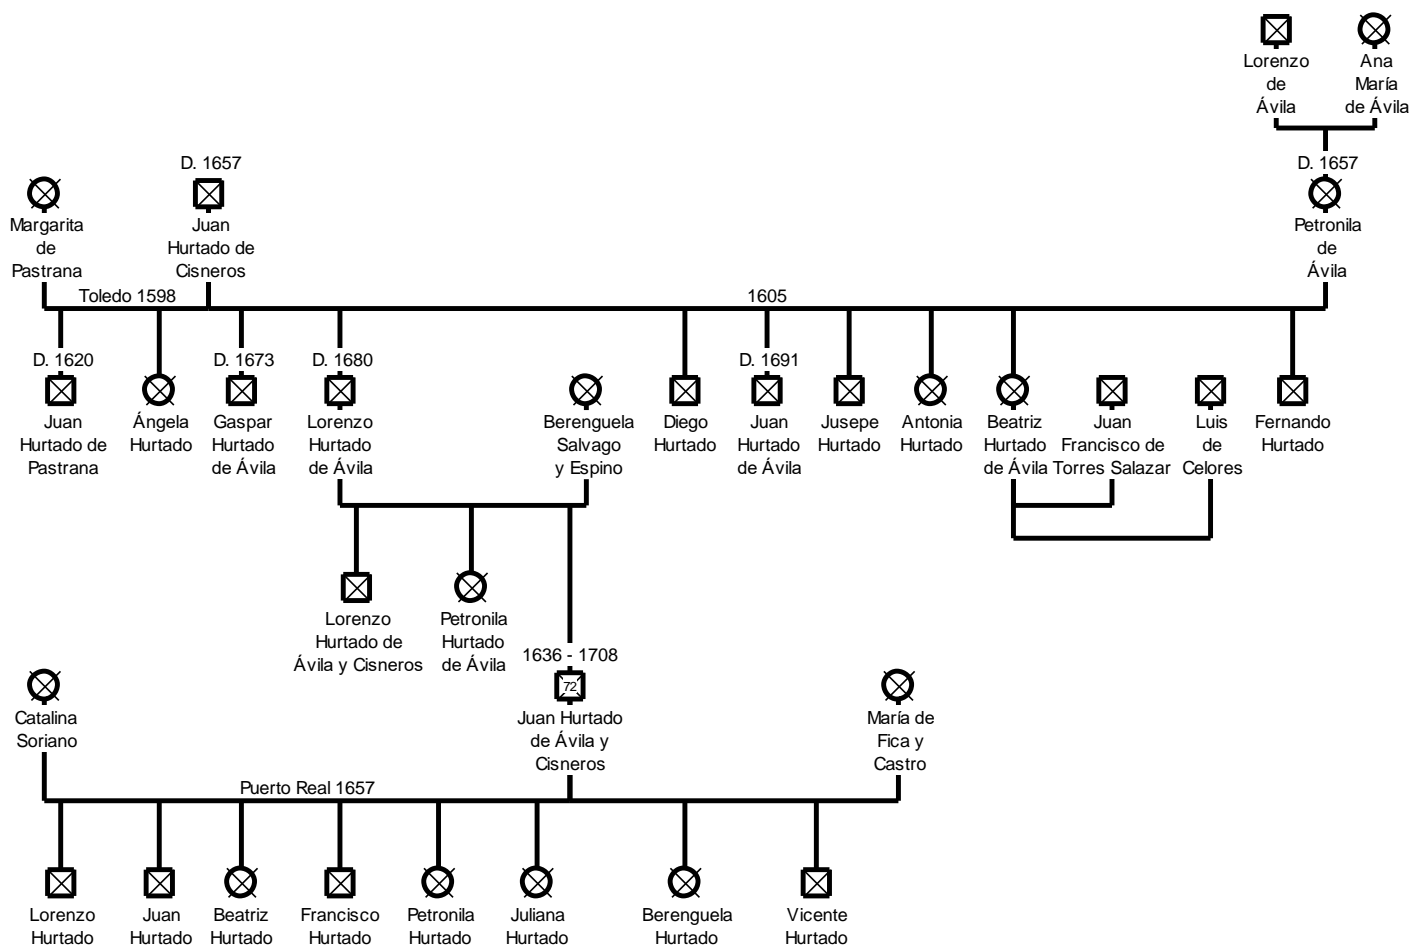 Lorenzo
de
Ávila
Ana
María
de Ávila
D. 1657
Margarita
de
Pastrana
D. 1657
Juan
Hurtado de
Cisneros
Petronila
de
Ávila
Toledo 1598
1605
D. 1620
Juan
Hurtado de
Pastrana
Ángela
Hurtado
D. 1673
Gaspar
Hurtado
de Ávila
D. 1680
Lorenzo
Hurtado
de Ávila
Berenguela
Salvago
y Espino
Diego
Hurtado
D. 1691
Juan
Hurtado
de Ávila
Jusepe
Hurtado
Antonia
Hurtado
Beatriz
Hurtado
de Ávila
Juan
Francisco de
Torres Salazar
Luis
de
Celores
Fernando
Hurtado
Lorenzo
Hurtado de
Ávila y Cisneros
Petronila
Hurtado
de Ávila
1636 - 1708
72
Juan Hurtado
de Ávila y
Cisneros
Catalina
Soriano
María de
Fica y
Castro
Puerto Real 1657
Lorenzo
Hurtado
Juan
Hurtado
Beatriz
Hurtado
Francisco
Hurtado
Petronila
Hurtado
Juliana
Hurtado
Berenguela
Hurtado
Vicente
Hurtado